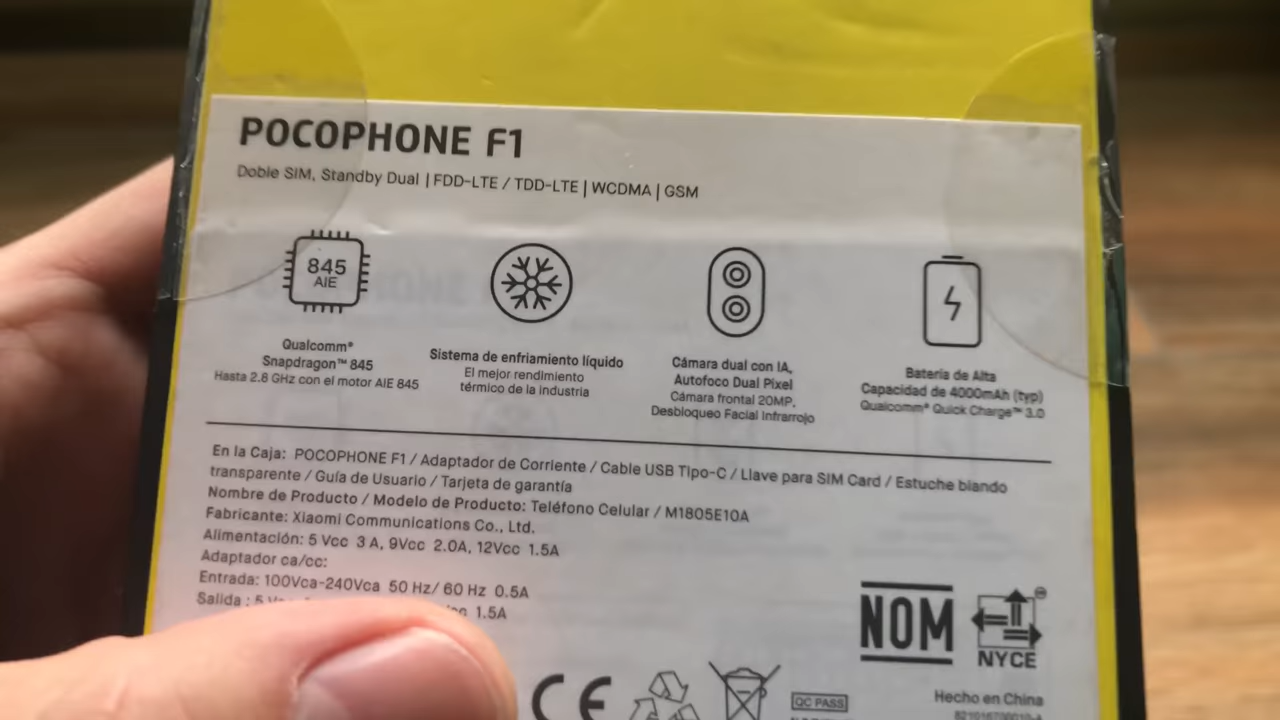 POCOPHONE F1
Doble SIM, Standby Dual | FDD-LTE / TDD-LTE | WCDMA | GSM
845
AIE
Qualcomm®
Snapdragon™ 845
Hasta 2.8 GHz con el motor AIE 845
Sistema de enfriamiento líquido
El mejor rendimiento
térmico de la industria
Cámara dual con IA,
Autofoco Dual Pixel
Cámara frontal 20MP.
Desbloqueo Facial Infrarrojo
Batería de Alta
Capacidad de 4000mAh (typ)
Qualcomm® Quick Charge™ 3.0
En la Caja: POCOPHONE F1 / Adaptador de Corriente / Cable USB Tipo-C / Llave para SIM Card / Estuche blando
transparente / Guía de Usuario / Tarjeta de garantía
Nombre de Producto / Modelo de Producto: Teléfono Celular / M1805E10A
Fabricante: Xiaomi Communications Co., Ltd.
Alimentación: 5 Vcc 3 A, 9Vcc 2.0A, 12Vcc 1.5A
Adaptador ca/cc:
Entrada: 100Vca-240Vca 50 Hz/ 60 Hz 0.5A
Salida : 5 1.5A
NOM
NYCE
CE
QC PASS
Hecho en China